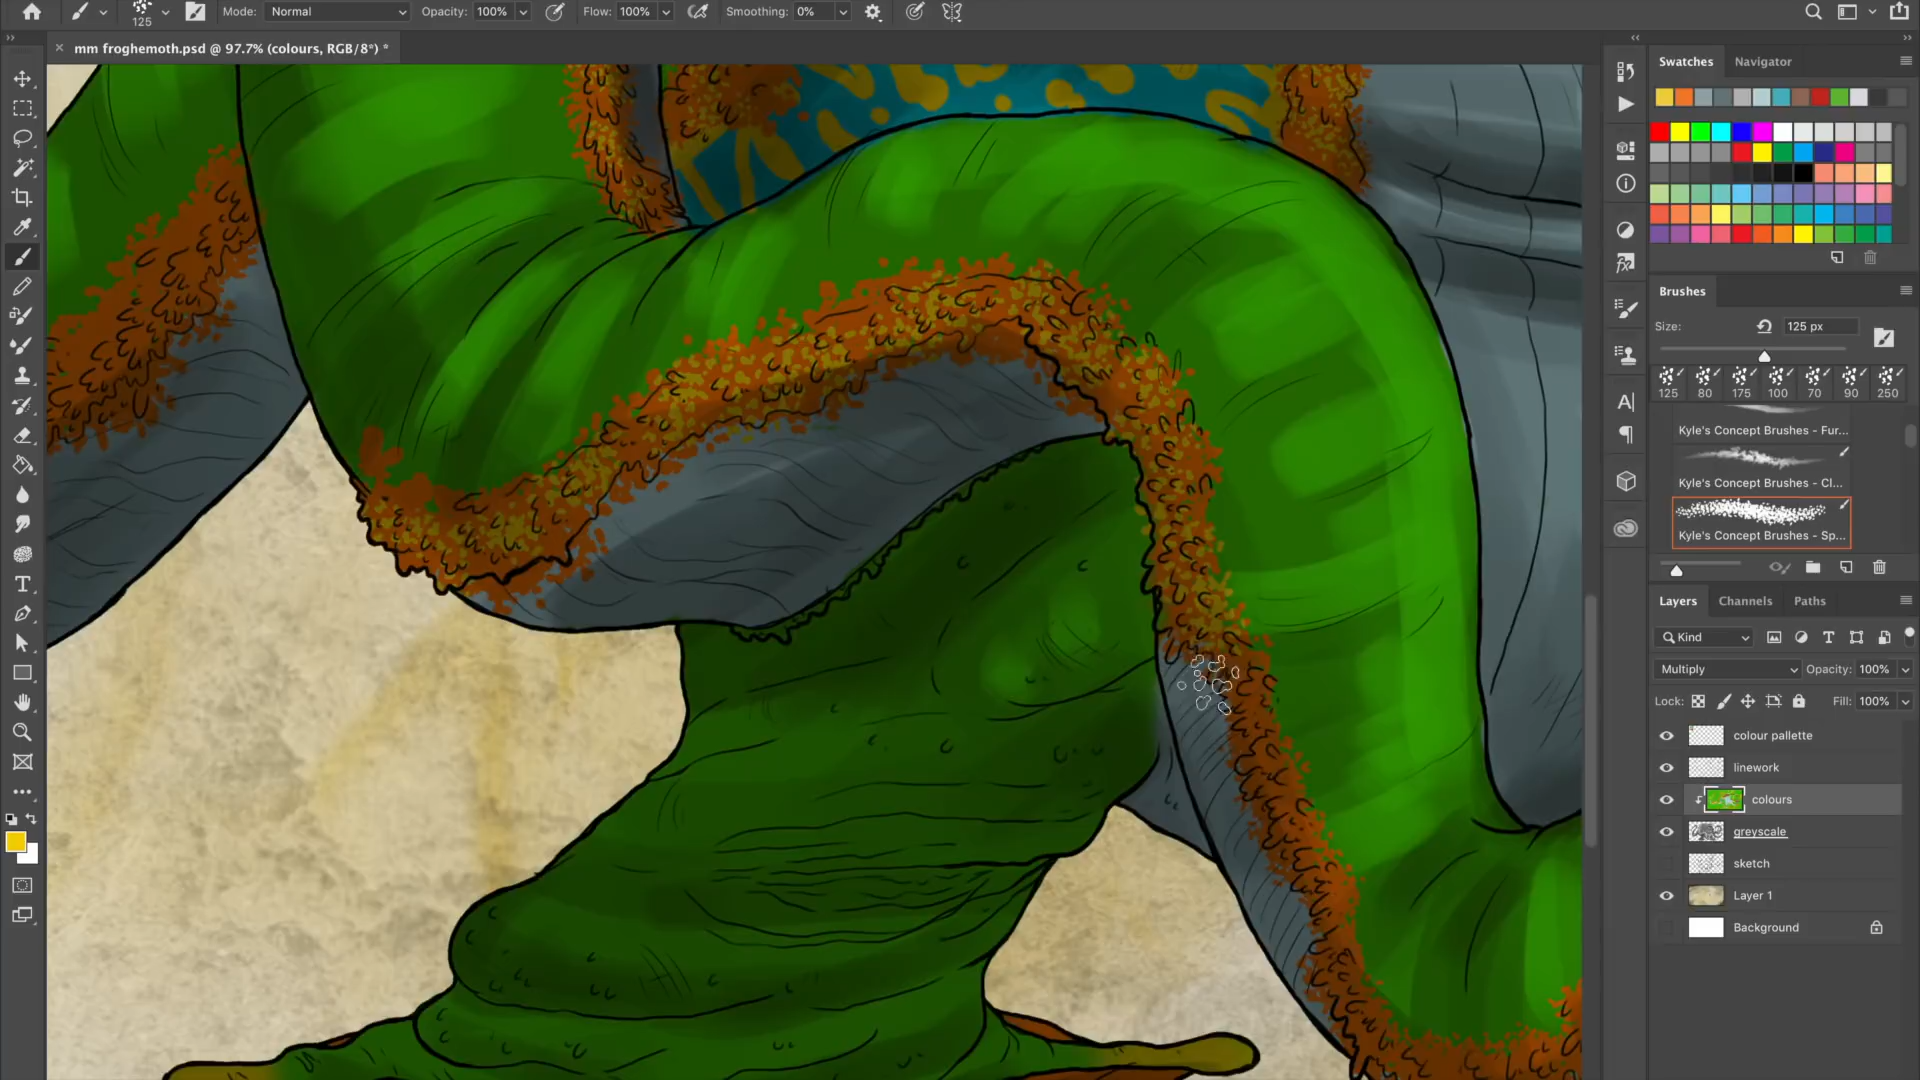 125
Mode: Normal
Opacity: 100%
Flow: 100%
Smoothing: 0%
mm froghemoth.psd @ 97.7% (colours, RGB/8*) *
Swatches
Navigator
Brushes
Size:
125 px
125 80 175 100 70 90 250
Kyle's Concept Brushes - Fur...
Kyle's Concept Brushes - Cl...
Kyle's Concept Brushes - Sp...
Layers
Channels
Paths
Kind
Multiply
Opacity: 100%
Lock:
Fill: 100%
colour pallette
linework
colours
greyscale
sketch
Layer 1
Background